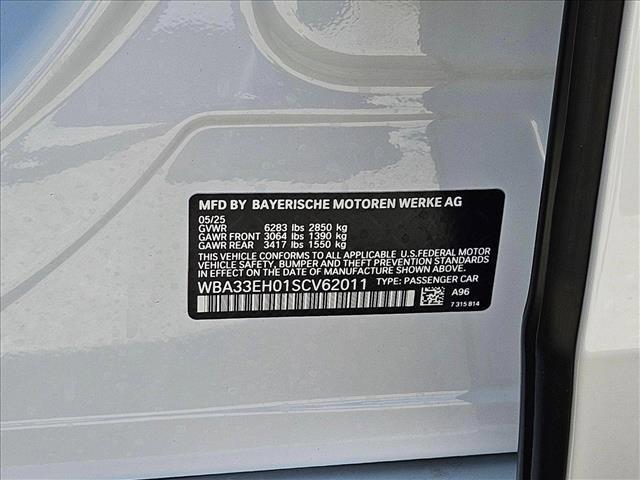 MFD BY BAYERISCHE MOTOREN WERKE AG
05/25
GVWR 6283 lbs 2850 kg
GAWR FRONT 3064 lbs 1390 kg
GAWR REAR 3417 lbs 1550 kg
THIS VEHICLE CONFORMS TO ALL APPLICABLE U.S.FEDERAL MOTOR
VEHICLE SAFETY, BUMPER AND THEFT PREVENTION STANDARDS
IN EFFECT ON THE DATE OF MANUFACTURE SHOWN ABOVE.
WBA33EH01SCV62011 TYPE: PASSENGER CAR
A96
7 315 814